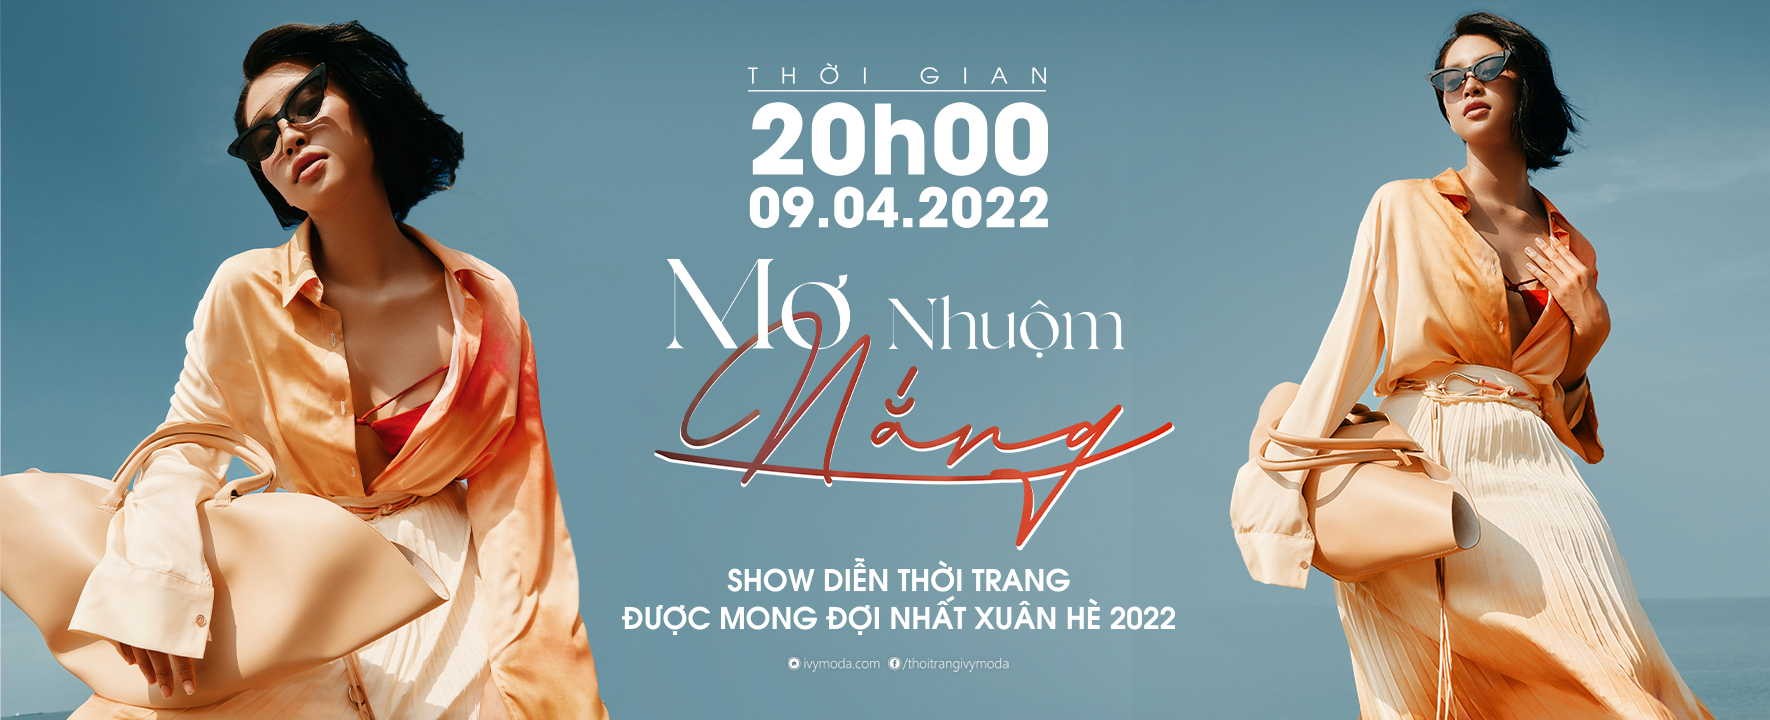 THỜI GIAN
20h00
09.04.2022
Mơ Nhuộm
Nắng
SHOW DIỄN THỜI TRANG
ĐƯỢC MONG ĐỢI NHẤT XUÂN HÈ 2022
ivymoda.com /thoitrangivymoda